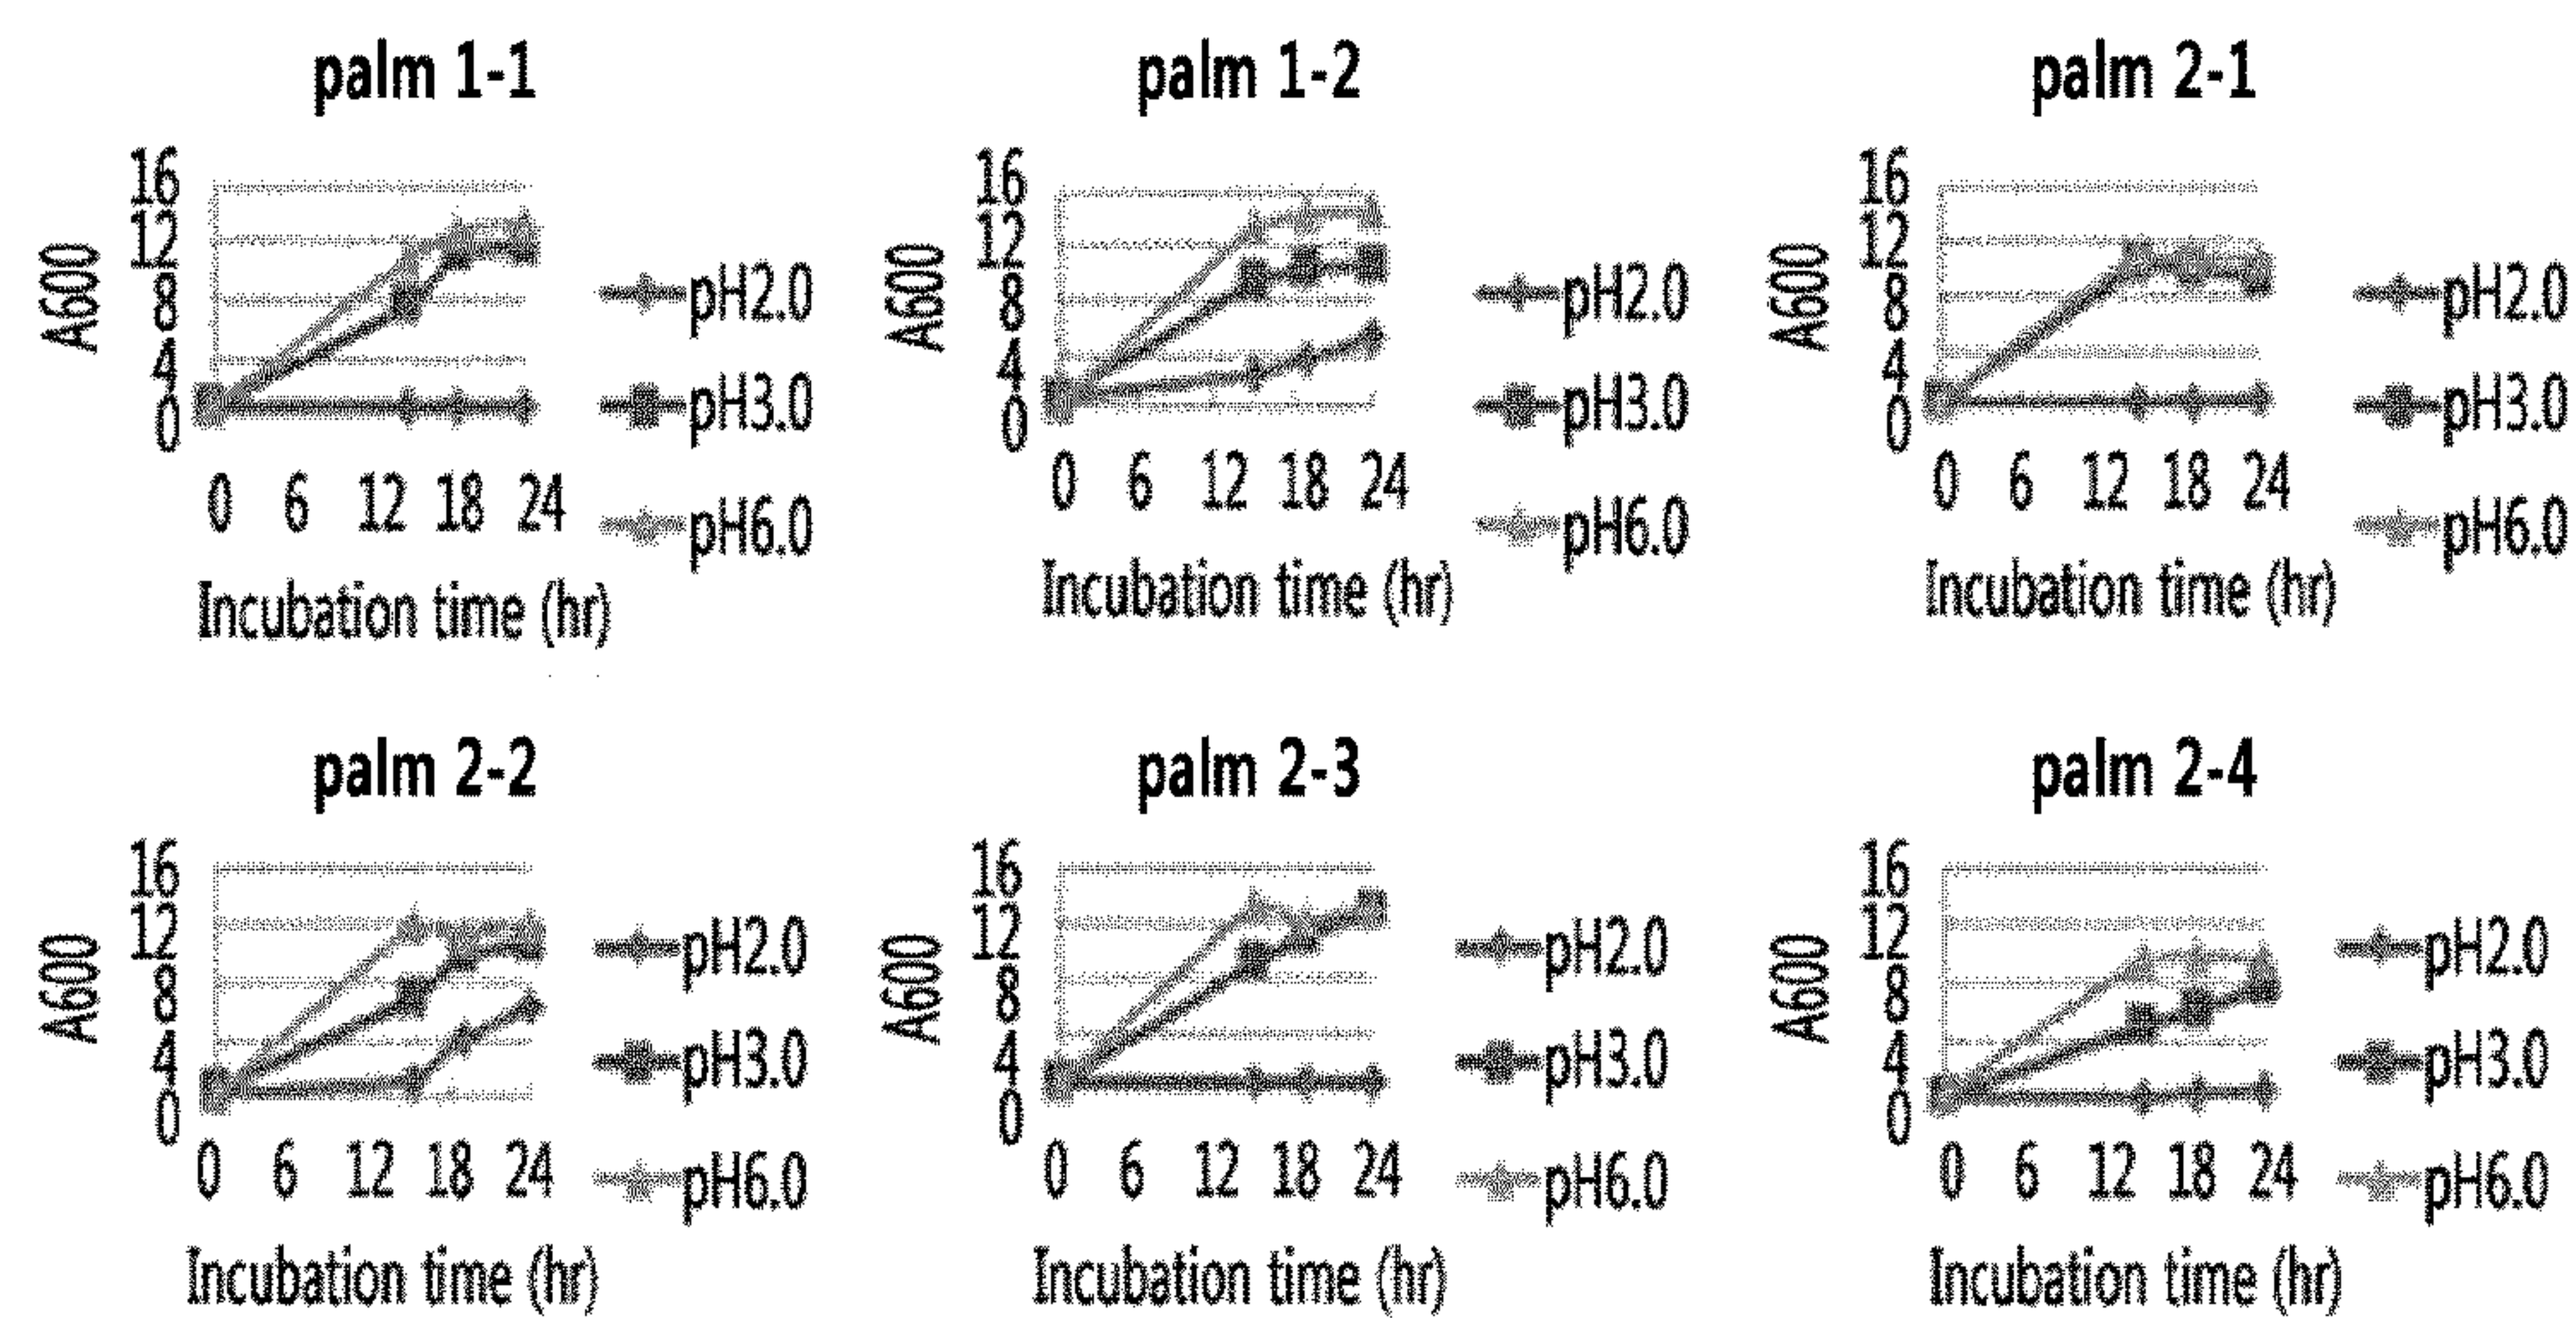 palm 1-1
A600
16
12
8
4
0
0 6 12 18 24
Incubation time (hr)
pH2.0
pH3.0
pH6.0
palm 1-2
A600
16
12
8
4
0
0 6 12 18 24
Incubation time (hr)
pH2.0
pH3.0
pH6.0
palm 2-1
A600
16
12
8
4
0
0 6 12 18 24
Incubation time (hr)
pH2.0
pH3.0
pH6.0
palm 2-2
A600
16
12
8
4
0
0 6 12 18 24
Incubation time (hr)
pH2.0
pH3.0
pH6.0
palm 2-3
A600
16
12
8
4
0
0 6 12 18 24
Incubation time (hr)
pH2.0
pH3.0
pH6.0
palm 2-4
A600
16
12
8
4
0
0 6 12 18 24
Incubation time (hr)
pH2.0
pH3.0
pH6.0